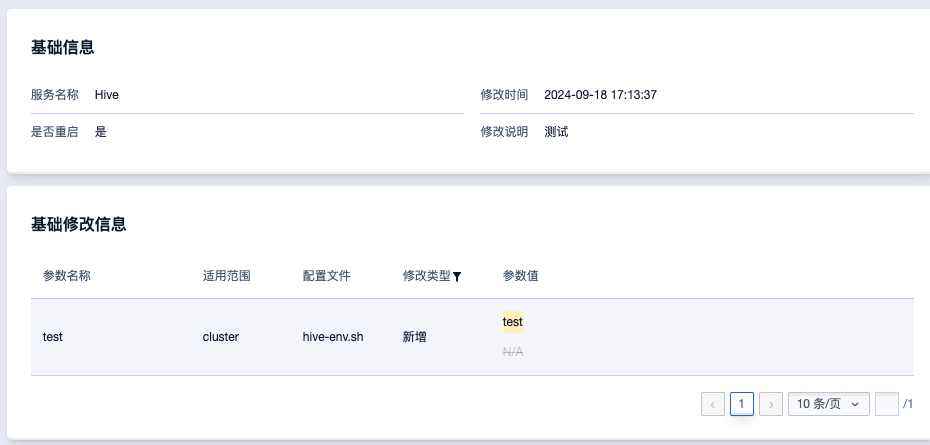 基础信息
服务名称 Hive 修改时间 2024-09-18 17:13:37
是否重启 是 修改说明 测试
基础修改信息
参数名称 适用范围 配置文件 修改类型 参数值
test cluster hive-env.sh 新增 test
N/A
1 10 条/页 /1